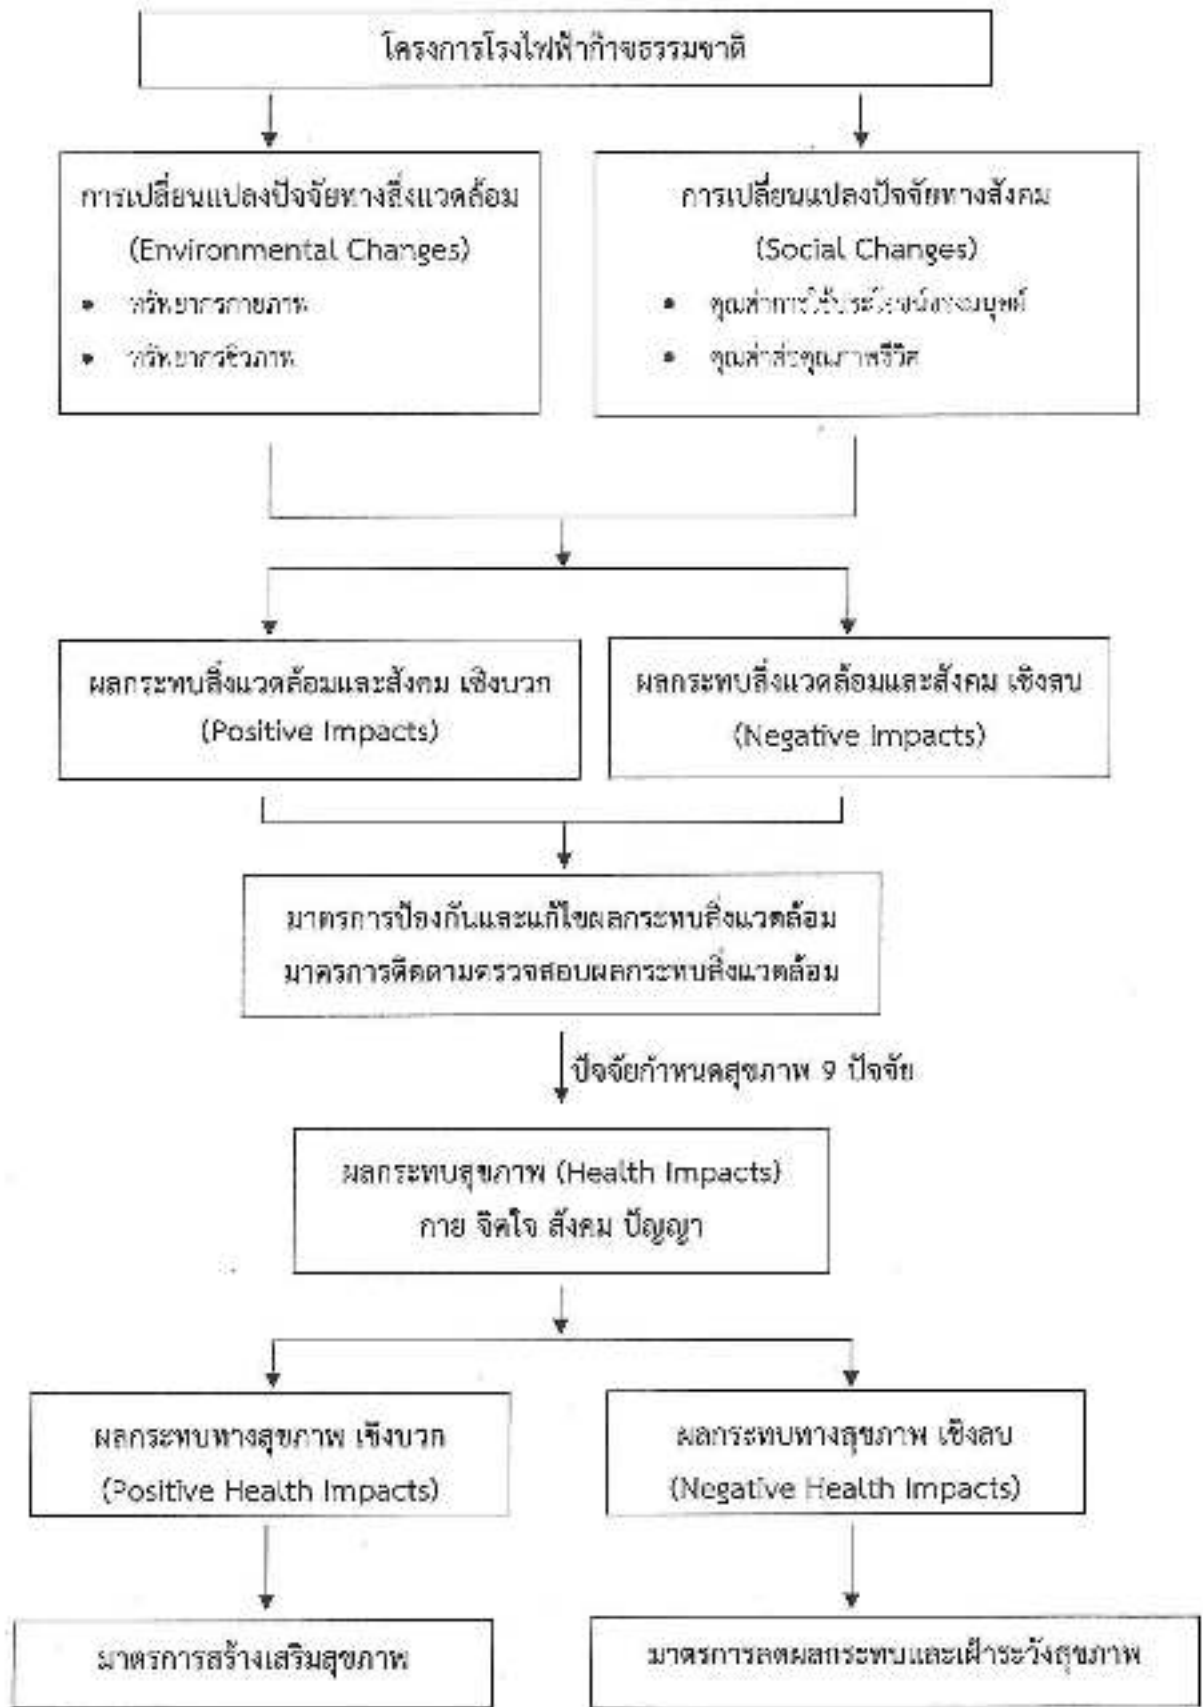 โครงการโรงไฟฟ้าก๊าซธรรมชาติ
การเปลี่ยนแปลงปัจจัยทางสิ่งแวดล้อม
(Environmental Changes)
• ทรัพยากรกายภาพ
• ทรัพยากรชีวภาพ
การเปลี่ยนแปลงปัจจัยทางสังคม
(Social Changes)
• คุณค่าการใช้ประโยชน์ของมนุษย์
• คุณค่าต่อคุณภาพชีวิต
ผลกระทบสิ่งแวดล้อมและสังคม เชิงบวก
(Positive Impacts)
ผลกระทบสิ่งแวดล้อมและสังคม เชิงลบ
(Negative Impacts)
มาตรการป้องกันและแก้ไขผลกระทบสิ่งแวดล้อม
มาตรการติดตามตรวจสอบผลกระทบสิ่งแวดล้อม
ปัจจัยกำหนดสุขภาพ 9 ปัจจัย
ผลกระทบสุขภาพ (Health Impacts)
กาย จิตใจ สังคม ปัญญา
ผลกระทบทางสุขภาพ เชิงบวก
(Positive Health Impacts)
ผลกระทบทางสุขภาพ เชิงลบ
(Negative Health Impacts)
มาตรการสร้างเสริมสุขภาพ
มาตรการลดผลกระทบและเฝ้าระวังสุขภาพ